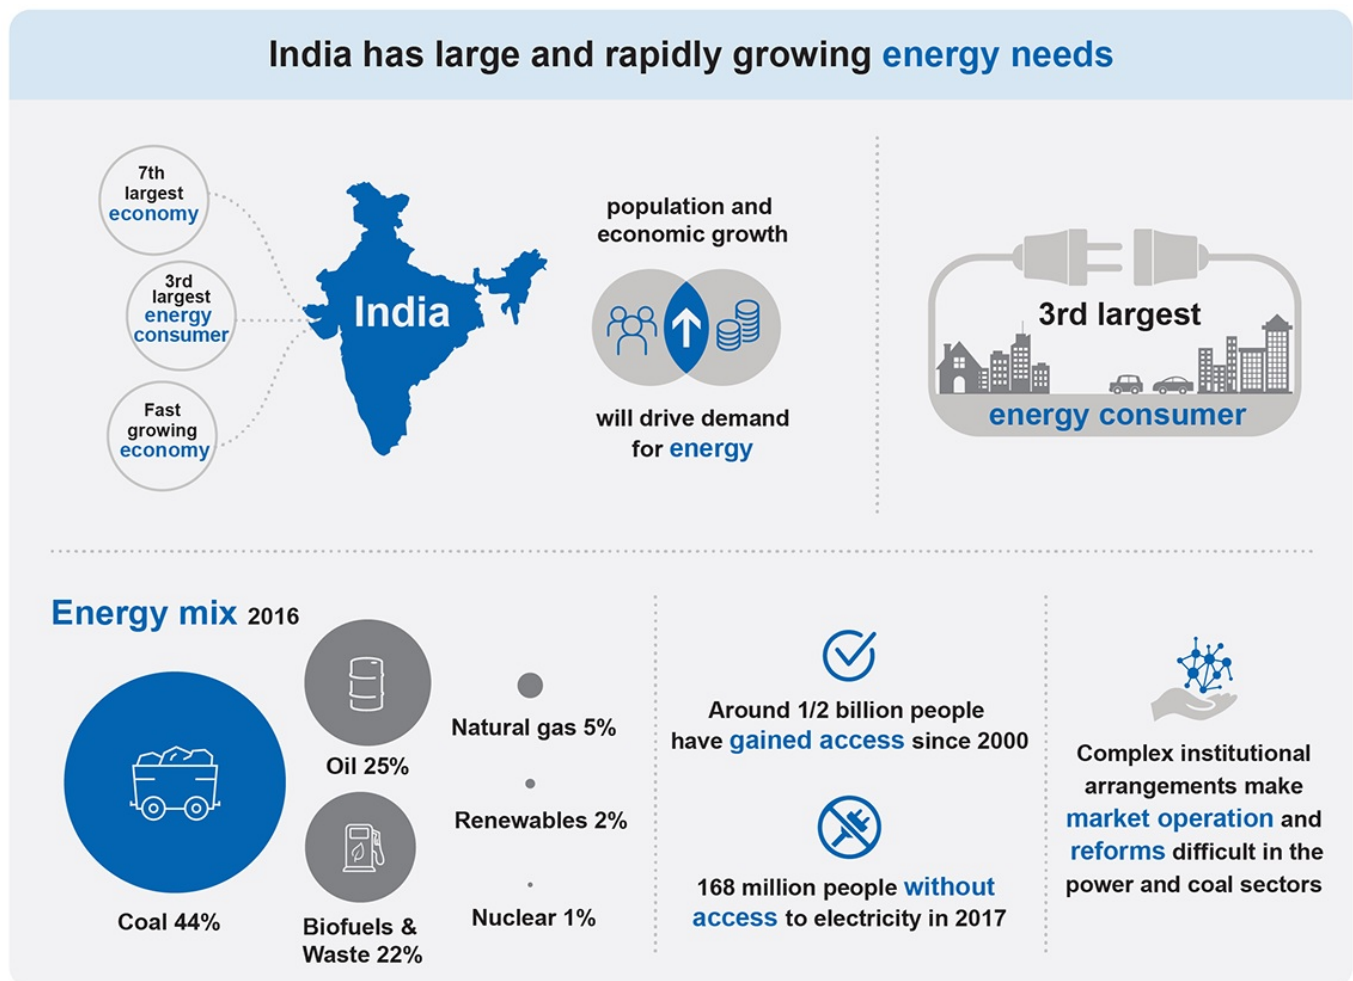 India has large and rapidly growing energy needs
7th
largest
economy
3rd
largest
energy
consumer
Fast
growing
economy
India
population and
economic growth
will drive demand
for energy
3rd largest
energy consumer
Energy mix 2016
Coal 44%
Oil 25%
Biofuels &
Waste 22%
Natural gas 5%
Renewables 2%
Nuclear 1%
Around 1/2 billion people
have gained access since 2000
168 million people without
access to electricity in 2017
Complex institutional
arrangements make
market operation and
reforms difficult in the
power and coal sectors